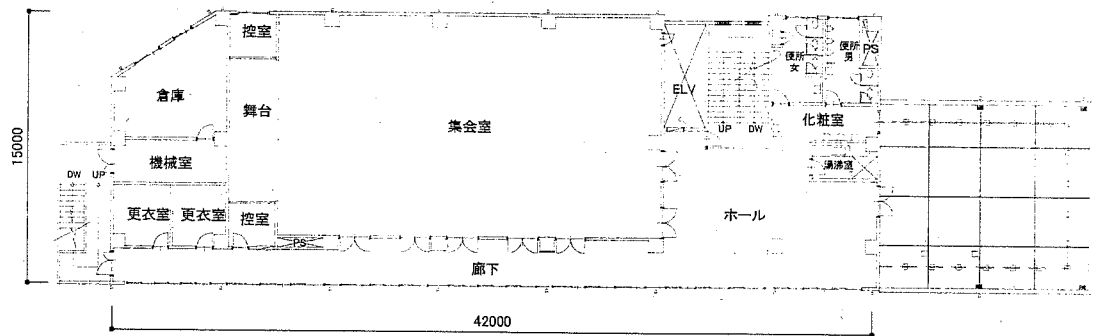 控室
便所
女
便所
男
PS
倉庫
舞台
集会室
ELV
化粧室
UP DW
機械室
湯沸室
DW UP
15000
更衣室 更衣室 控室
PS
ホール
廊下
42000